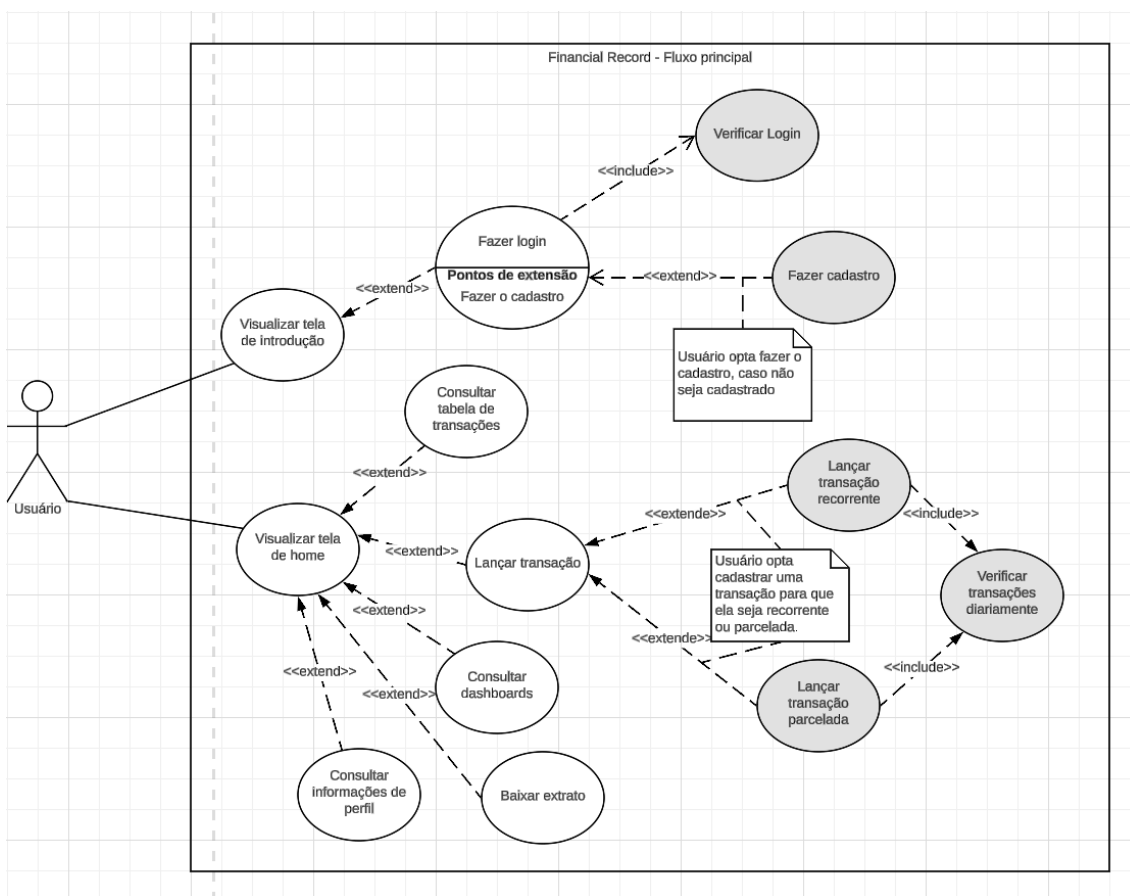 Financial Record - Fluxo principal
Verificar Login
<<include>>
Fazer login
Pontos de extensão
Fazer o cadastro
<<extend>>
Fazer cadastro
<<extend>>
Visualizar tela
de introdução
Usuário opta fazer o
cadastro, caso não
seja cadastrado
Consultar
tabela de
transações
<<extend>>
Usuário
Visualizar tela
de home
<<extend>>
Lançar transação
<<extende>>
Lançar
transação
recorrente
<<include>>
Usuário opta
cadastrar uma
transação para que
ela seja recorrente
ou parcelada.
Verificar
transações
diariamente
<<extende>>
<<include>>
Lançar
transação
parcelada
<<extend>>
Consultar
dashboards
<<extend>>
<<extend>>
Consultar
informações de
perfil
Baixar extrato